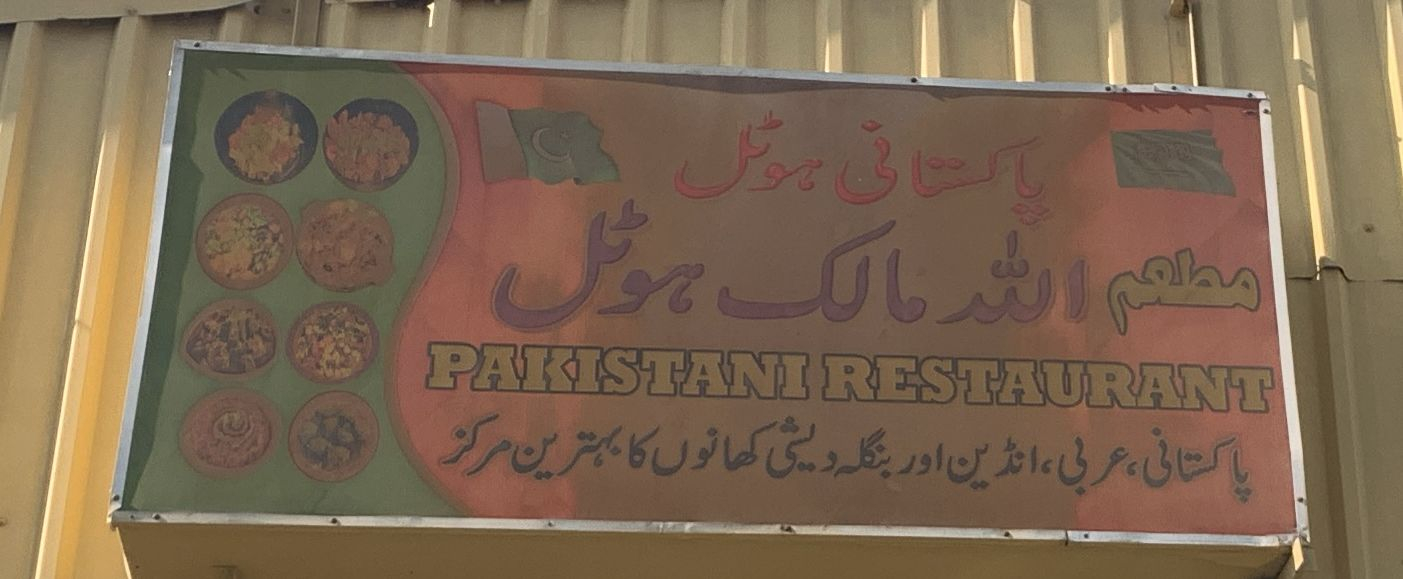 پاکستانی ہوٹل
مطعم اللہ مالک ہوٹل
PAKISTANI RESTAURANT
پاکستانی، عربی، انڈین اور بنگلہ دیشی کھانوں کا بہترین مرکز